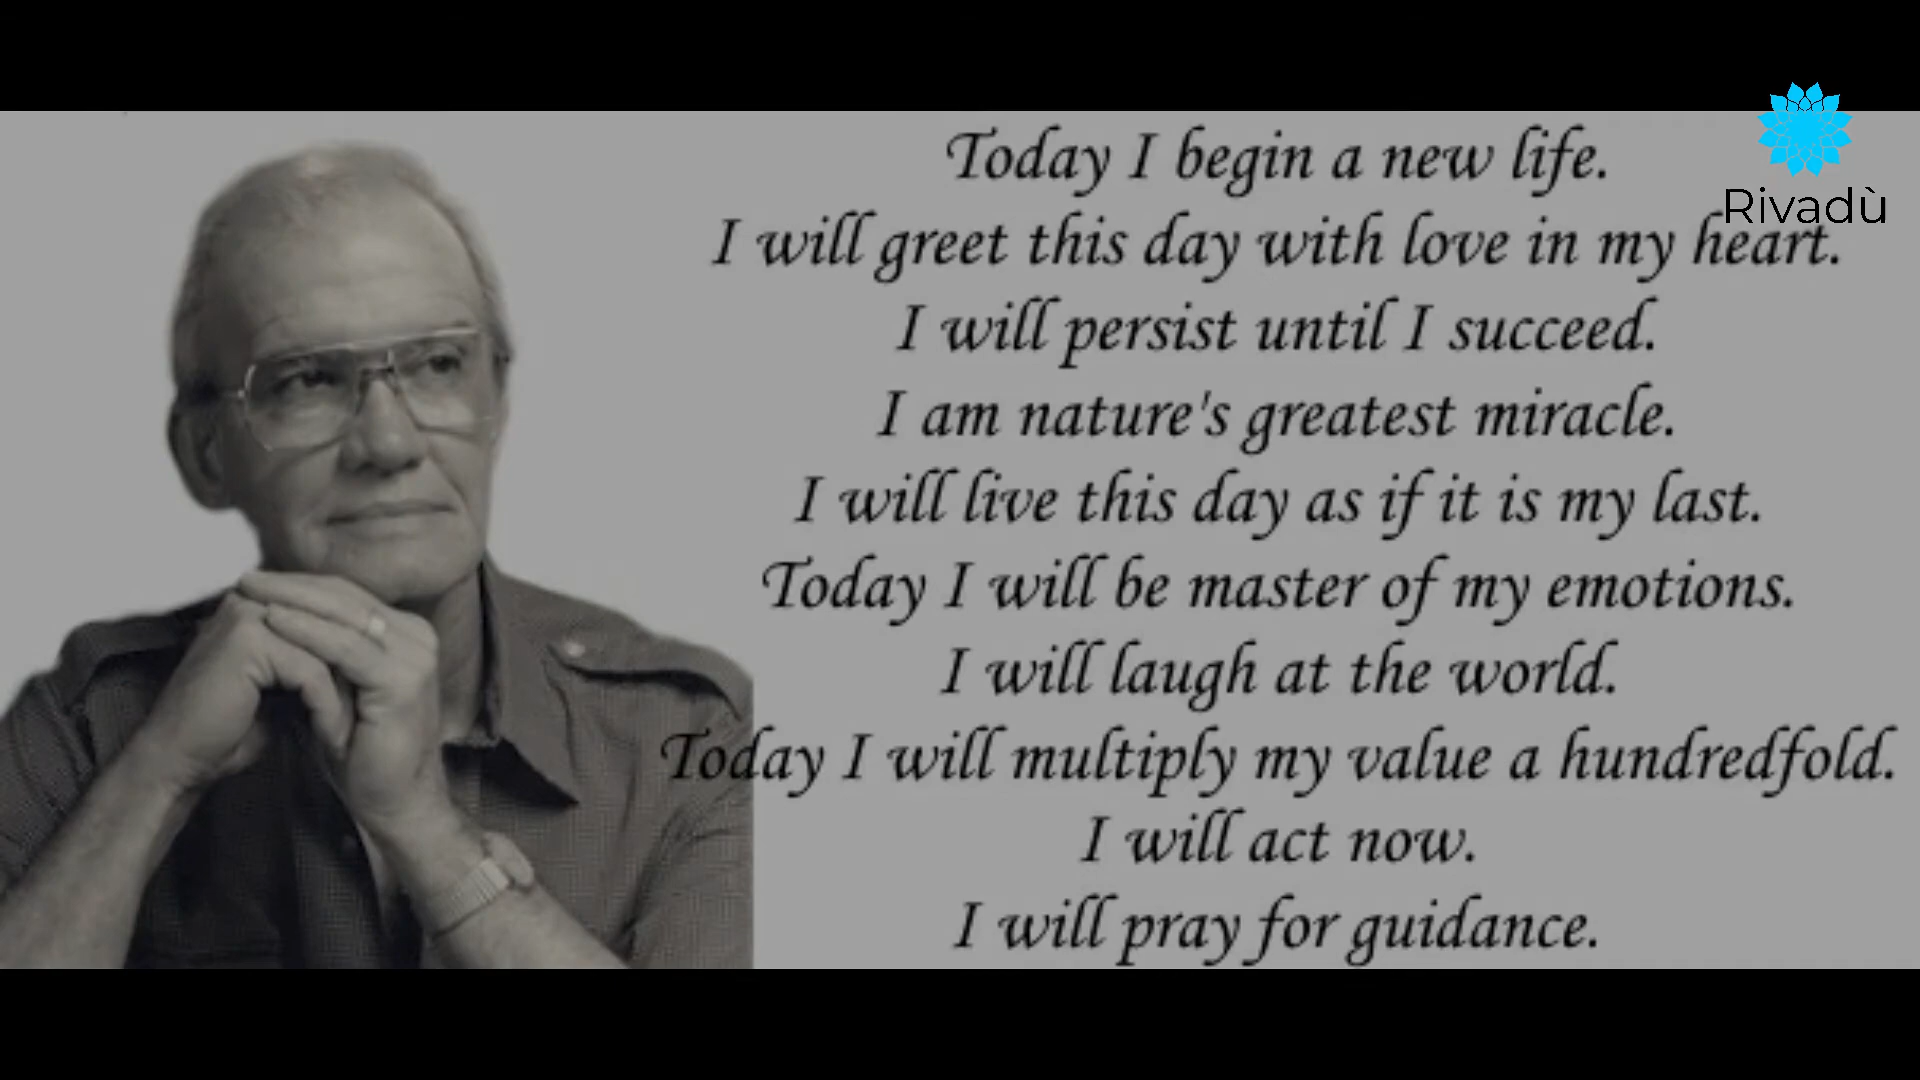 Today I begin a new life.
Rivadù
I will greet this day with love in my heart.
I will persist until I succeed.
I am nature's greatest miracle.
I will live this day as if it is my last.
Today I will be master of my emotions.
I will laugh at the world.
Today I will multiply my value a hundredfold.
I will act now.
I will pray for guidance.